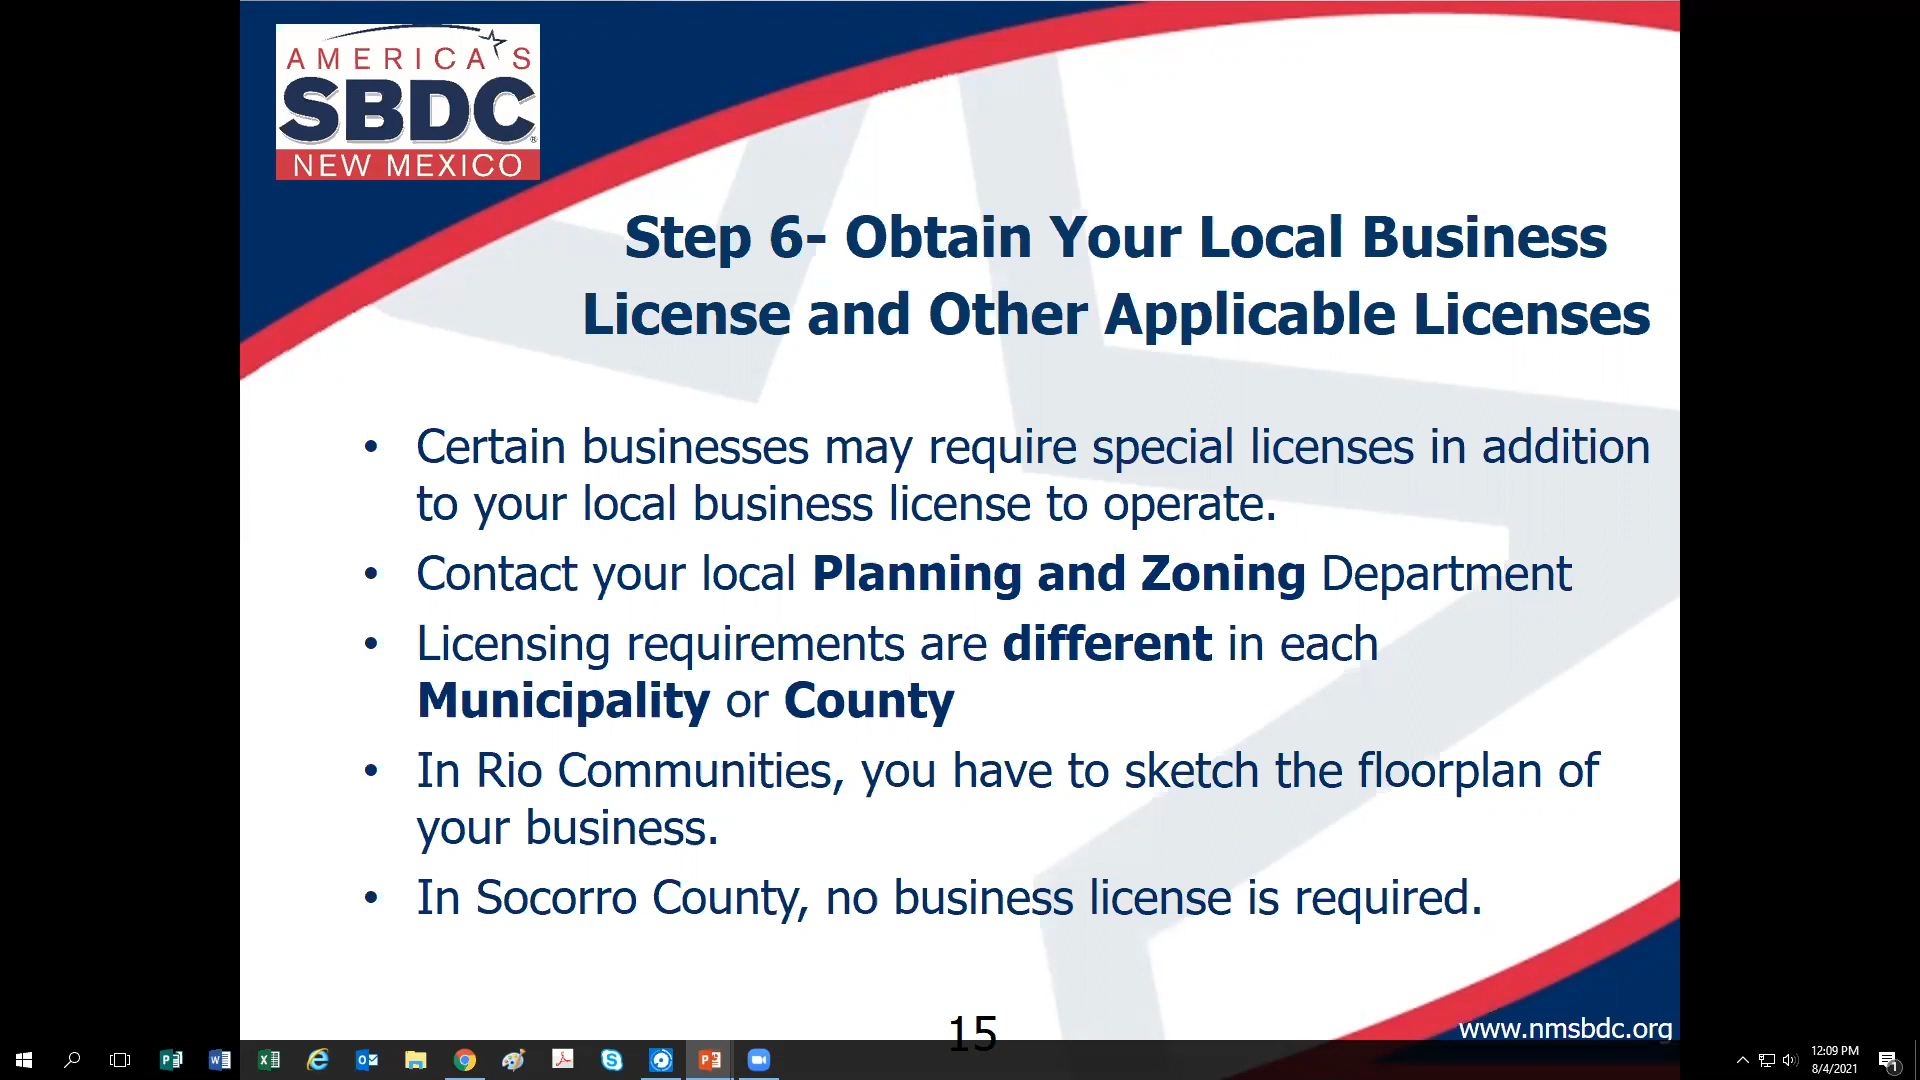 AMERICA'S
SBDC®
NEW MEXICO
Step 6- Obtain Your Local Business
License and Other Applicable Licenses
• Certain businesses may require special licenses in addition
to your local business license to operate.
• Contact your local Planning and Zoning Department
• Licensing requirements are different in each
Municipality or County
• In Rio Communities, you have to sketch the floorplan of
your business.
• In Socorro County, no business license is required.
15
www.nmsbdc.org
12:09 PM
8/4/2021
1